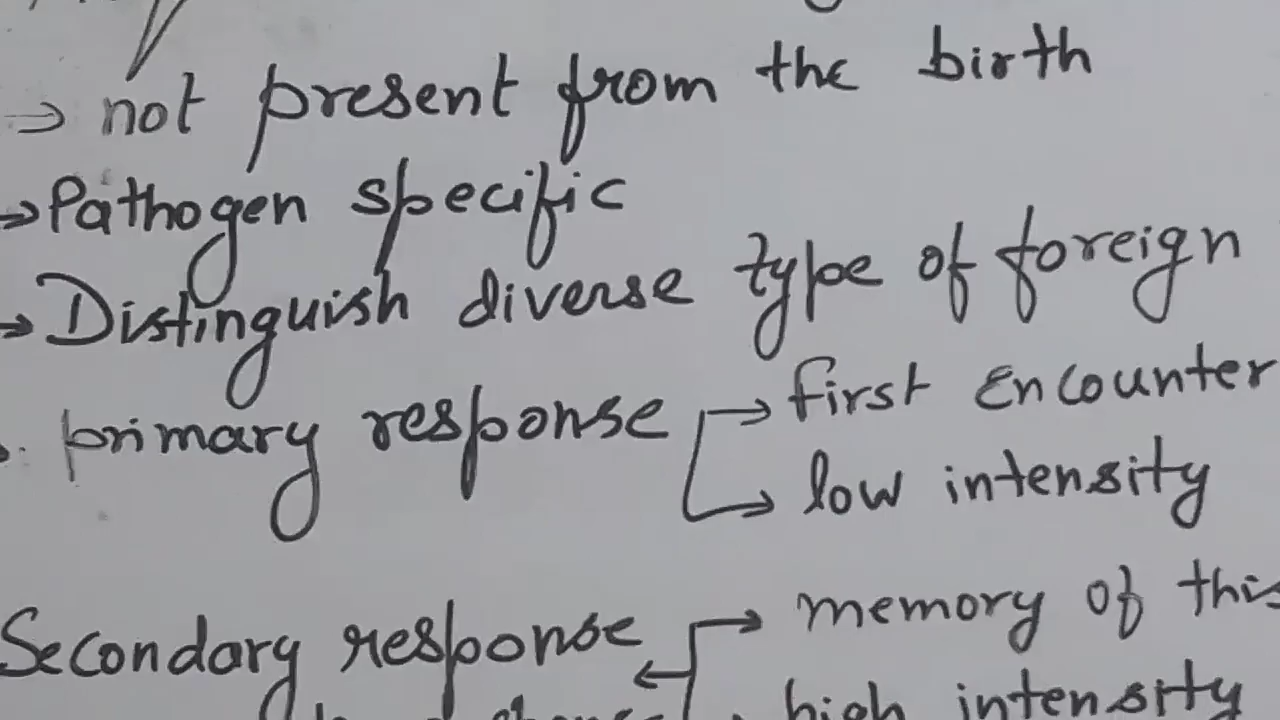 → not present from the birth
→ Pathogen specific
→ Distinguish diverse type of foreign
primary response → first Encounter
→ low intensity
Secondary response → memory of this
high intensity